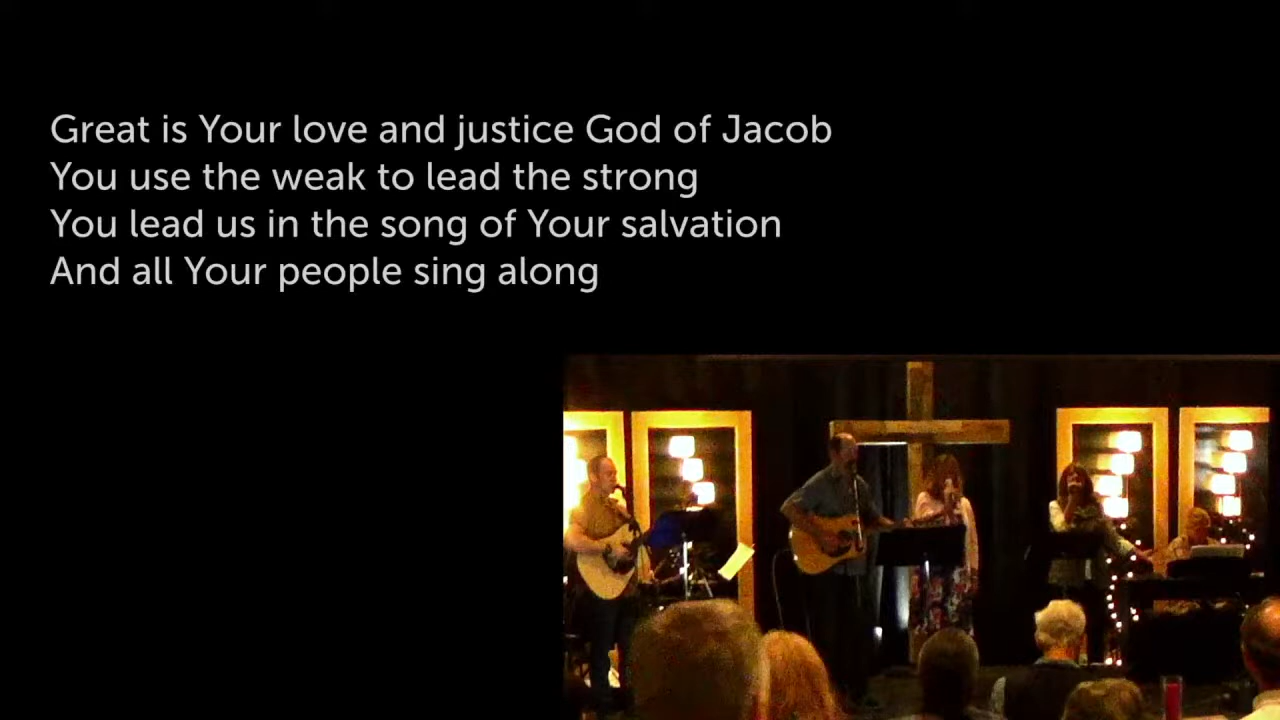 Great is Your love and justice God of Jacob
You use the weak to lead the strong
You lead us in the song of Your salvation
And all Your people sing along